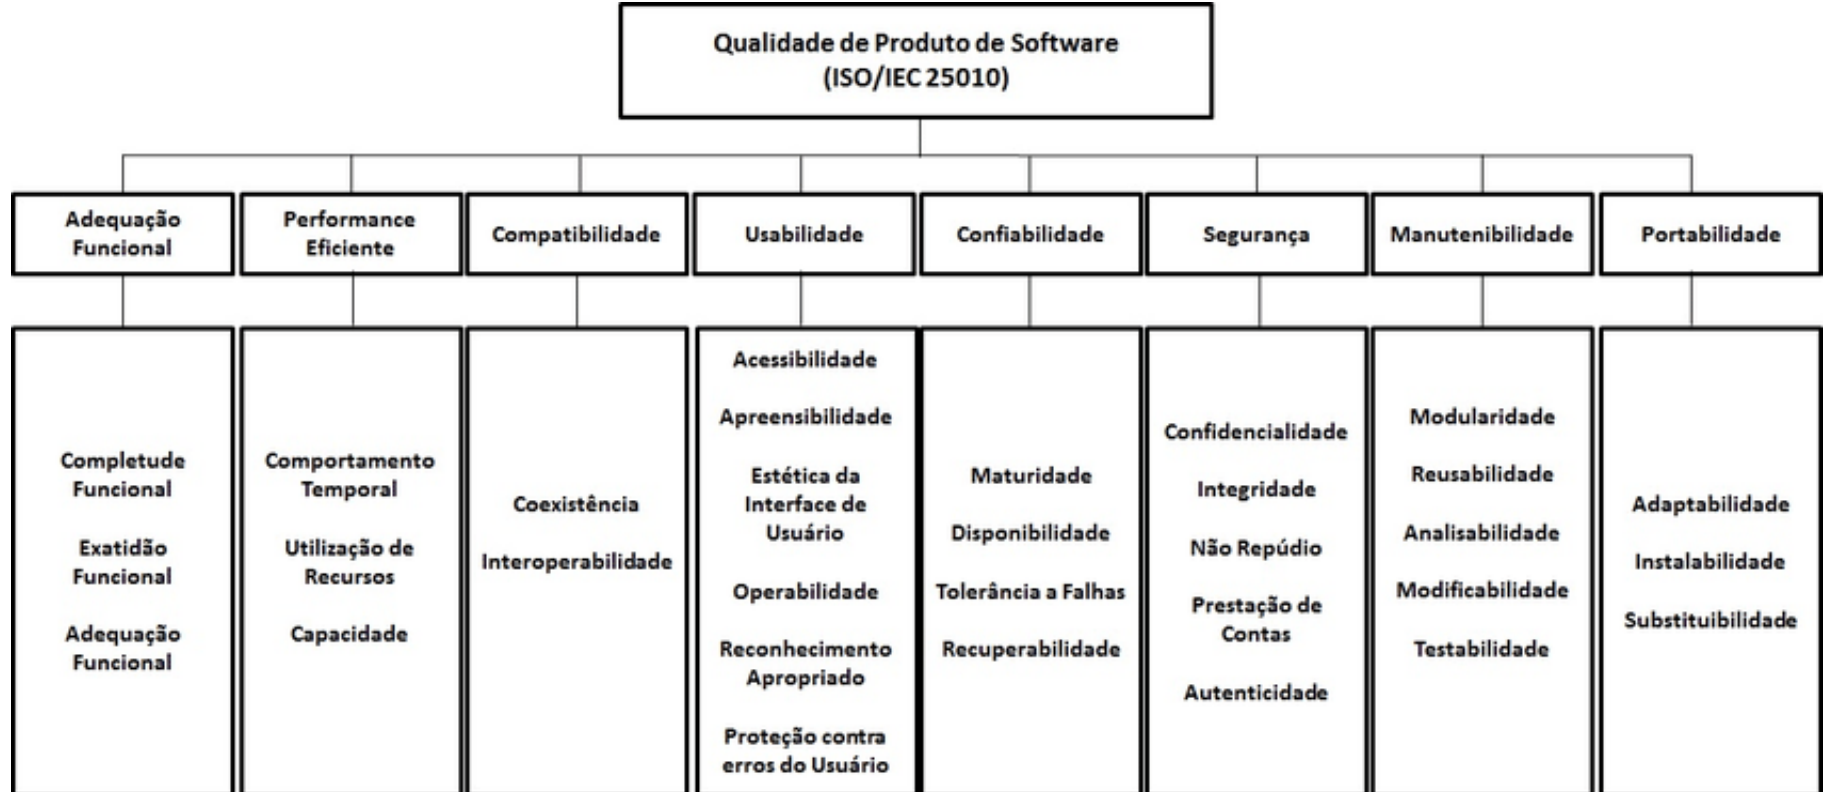 Qualidade de Produto de Software
(ISO/IEC 25010)
Adequação
Funcional
Performance
Eficiente
Compatibilidade
Usabilidade
Confiabilidade
Segurança
Manutenibilidade
Portabilidade
Completude
Funcional
Exatidão
Funcional
Adequação
Funcional
Comportamento
Temporal
Utilização de
Recursos
Capacidade
Coexistência
Interoperabilidade
Acessibilidade
Apreensibilidade
Estética da
Interface de
Usuário
Operabilidade
Reconhecimento
Apropriado
Proteção contra
erros do Usuário
Maturidade
Disponibilidade
Tolerância a Falhas
Recuperabilidade
Confidencialidade
Integridade
Não Repúdio
Prestação de
Contas
Autenticidade
Modularidade
Reusabilidade
Analisabilidade
Modificabilidade
Testabilidade
Adaptabilidade
Instalabilidade
Substituibilidade